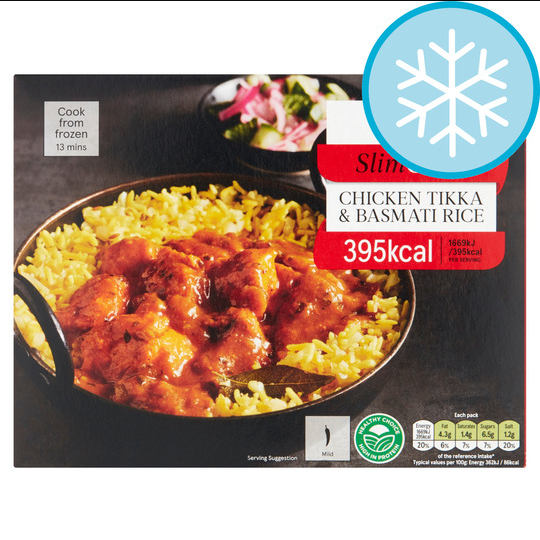 Cook
from
frozen
13 mins
Slim
CHICKEN TIKKA
& BASMATI RICE
395kcal
1669kJ
/395kcal
PER SERVING
Serving Suggestion
Mild
HEALTHY CHOICE
HIGH IN PROTEIN
Each pack
Energy Fat Saturates Sugars Salt
1669kJ
395kcal
4.3g 1.4g 6.5g 1.2g
20% 6% 7% 7% 20%
of the reference intake*
Typical values per 100g: Energy 362kJ / 86kcal